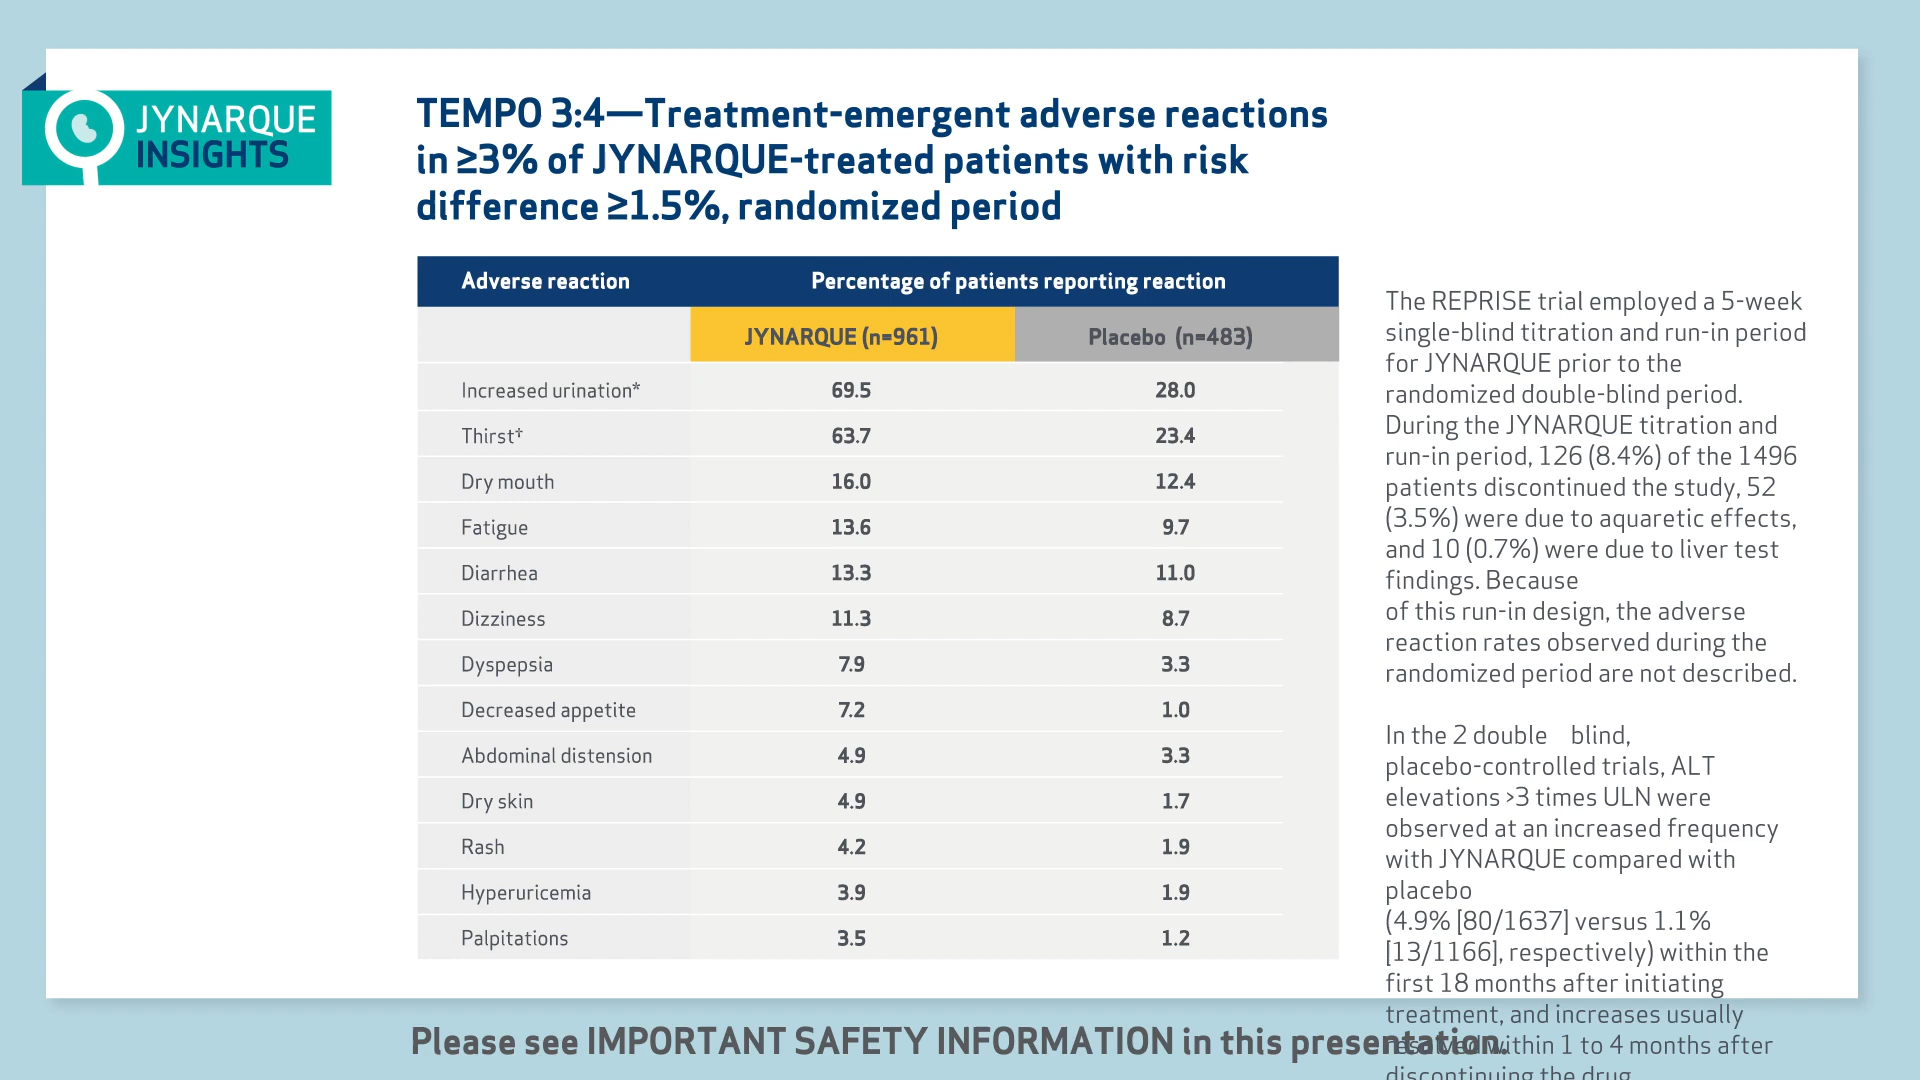 JYNARQUE
INSIGHTS
TEMPO 3:4—Treatment-emergent adverse reactions
in ≥3% of JYNARQUE-treated patients with risk
difference ≥1.5%, randomized period
Adverse reaction Percentage of patients reporting reaction
JYNARQUE (n=961) Placebo (n=483)
Increased urination* 69.5 28.0
Thirst† 63.7 23.4
Dry mouth 16.0 12.4
Fatigue 13.6 9.7
Diarrhea 13.3 11.0
Dizziness 11.3 8.7
Dyspepsia 7.9 3.3
Decreased appetite 7.2 1.0
Abdominal distension 4.9 3.3
Dry skin 4.9 1.7
Rash 4.2 1.9
Hyperuricemia 3.9 1.9
Palpitations 3.5 1.2
The REPRISE trial employed a 5-week
single-blind titration and run-in period
for JYNARQUE prior to the
randomized double-blind period.
During the JYNARQUE titration and
run-in period, 126 (8.4%) of the 1496
patients discontinued the study, 52
(3.5%) were due to aquaretic effects,
and 10 (0.7%) were due to liver test
findings. Because
of this run-in design, the adverse
reaction rates observed during the
randomized period are not described.
In the 2 double blind,
placebo-controlled trials, ALT
elevations >3 times ULN were
observed at an increased frequency
with JYNARQUE compared with
placebo
(4.9% [80/1637] versus 1.1%
[13/1166], respectively) within the
first 18 months after initiating
treatment, and increases usually
resolved within 1 to 4 months after
discontinuing the drug.
Please see IMPORTANT SAFETY INFORMATION in this presentation.